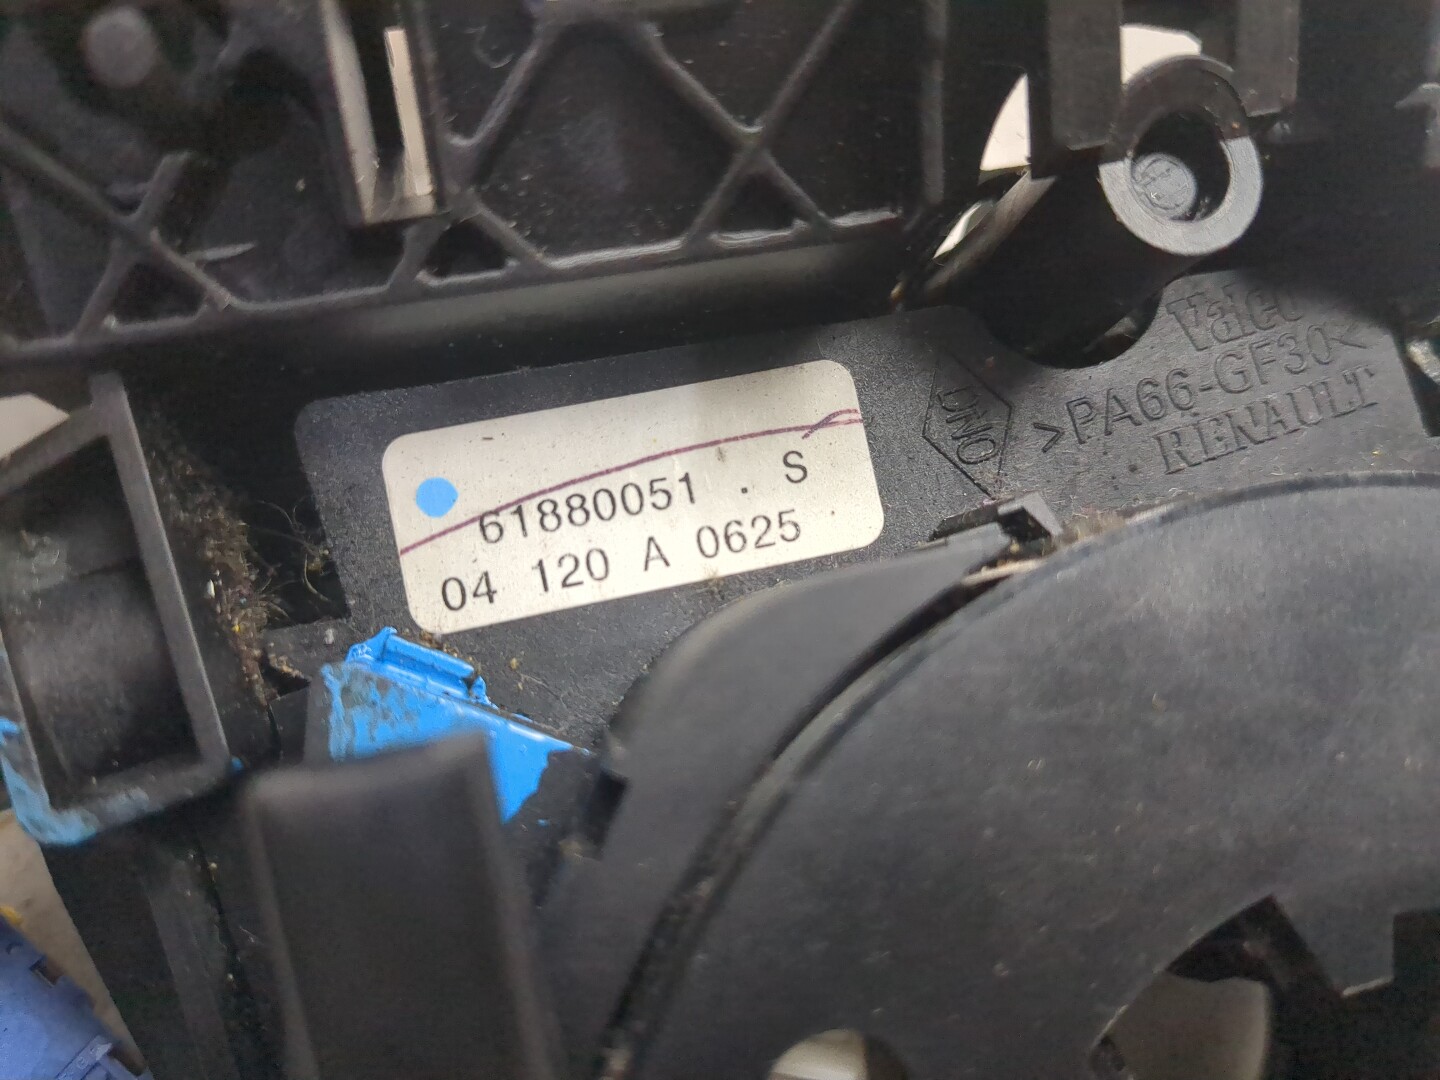 61880051 . S
04 120 A 0625
Valeo
>PA66-GF30<
RENAULT